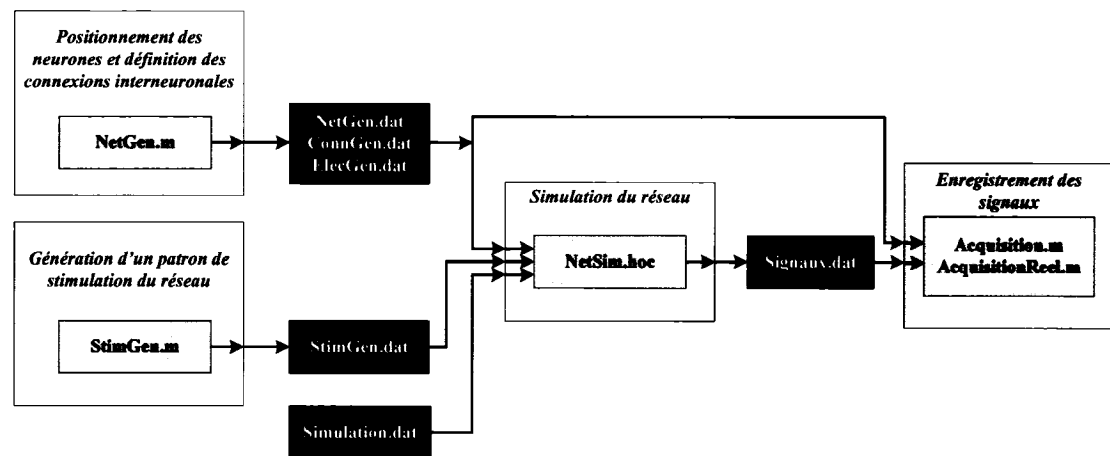 Positionnement des
neurones et définition des
connexions interneuronales
NetGen.m
NetGen.dat
ConnGen.dat
ElecGen.dat
Génération d'un patron de
stimulation du réseau
StimGen.m
StimGen.dat
Simulation.dat
Simulation du réseau
NetSim.hoc
Signaux.dat
Enregistrement des
signaux
Acquisition.m
AcquisitionReel.m